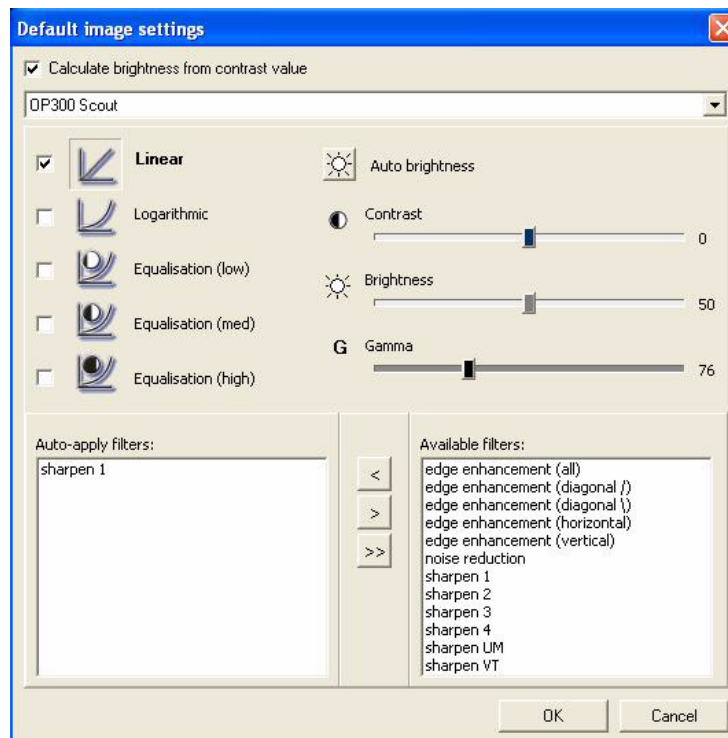 Default image settings
Calculate brightness from contrast value
OP300 Scout
Linear
Auto brightness
Logarithmic
Contrast
0
Equalisation (low)
Brightness
50
Equalisation (med)
G Gamma
76
Equalisation (high)
Auto-apply filters:
sharpen 1
<
>
>>
Available filters:
edge enhancement (all)
edge enhancement (diagonal /)
edge enhancement (diagonal \)
edge enhancement (horizontal)
edge enhancement (vertical)
noise reduction
sharpen 1
sharpen 2
sharpen 3
sharpen 4
sharpen UM
sharpen VT
OK
Cancel